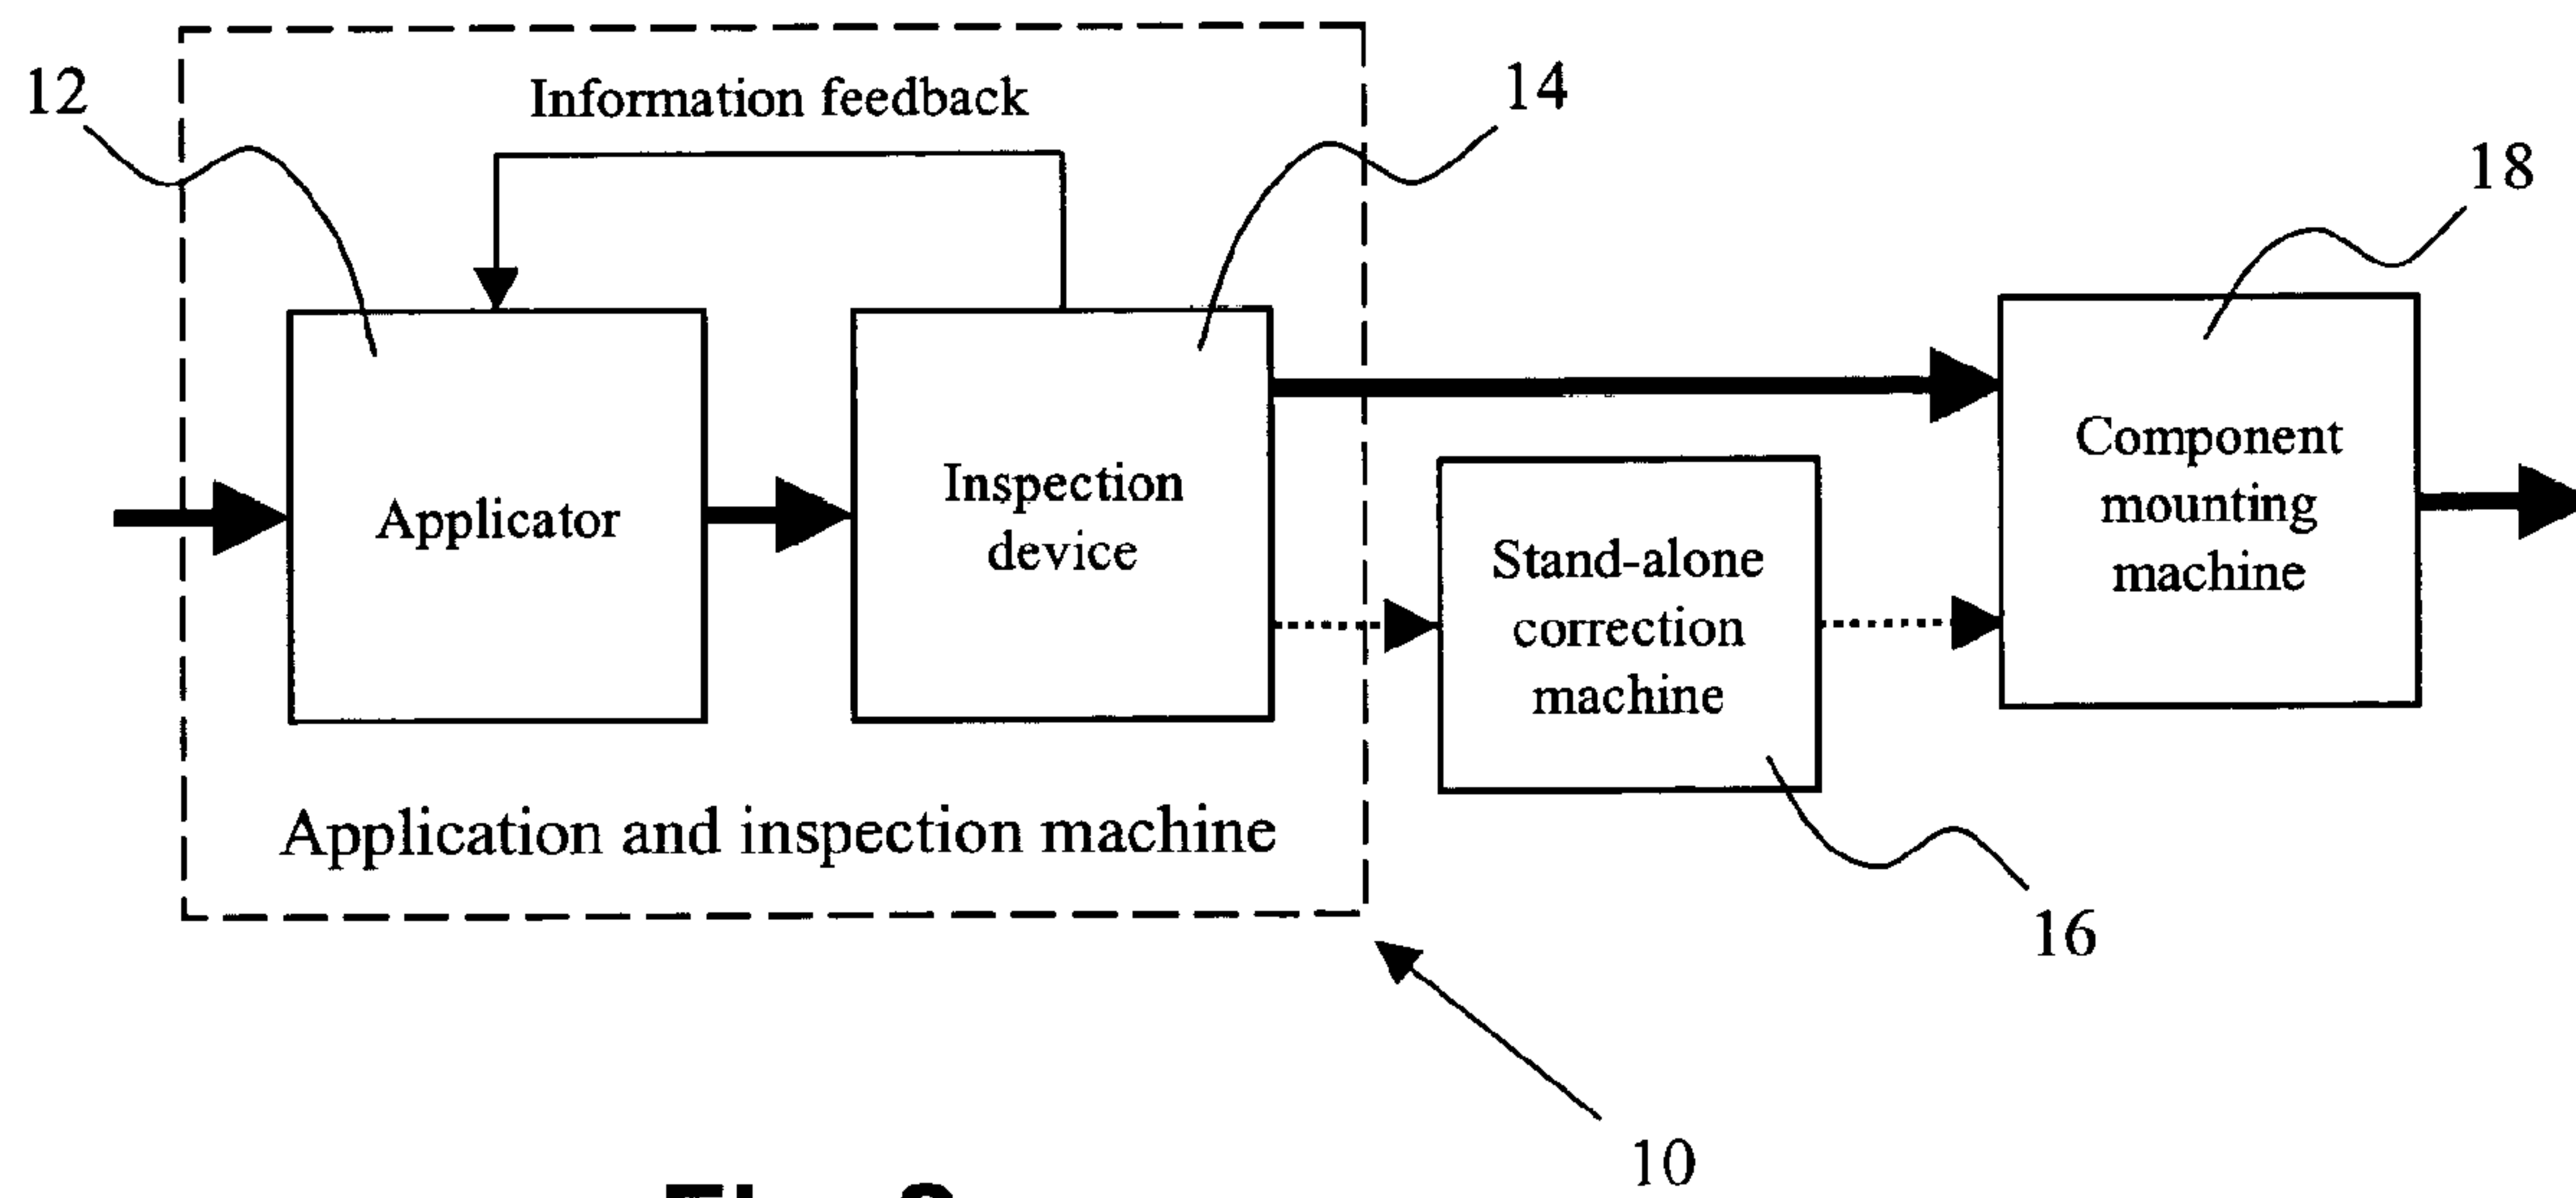 12
Information feedback
14
18
Applicator
Inspection
device
Stand-alone
correction
machine
Component
mounting
machine
Application and inspection machine
16
10